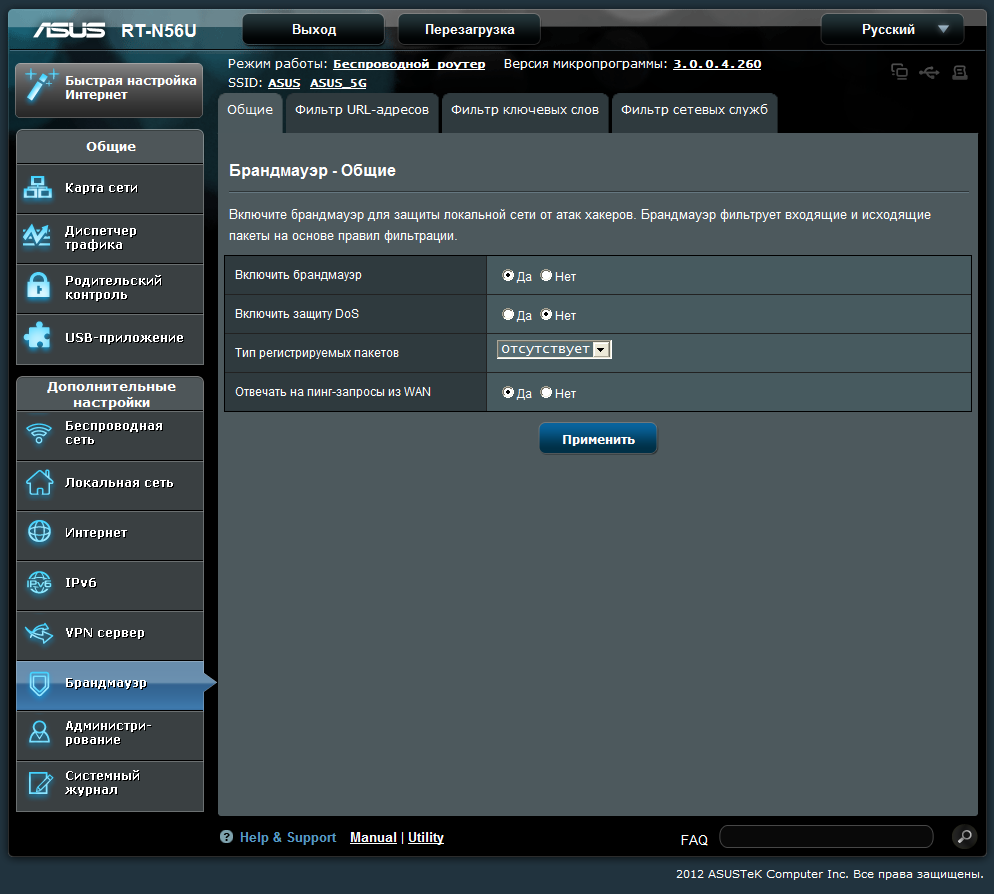 ASUS RT-N56U Выход Перезагрузка Русский
Режим работы: Беспроводной роутер Версия микропрограммы: 3.0.0.4.260
SSID: ASUS ASUS_5G
Быстрая настройка
Интернет
Общие
Карта сети
Диспетчер
трафика
Родительский
контроль
USB-приложение
Дополнительные
настройки
Беспроводная
сеть
Локальная сеть
Интернет
IPv6
VPN сервер
Брандмауэр
Администри-
рование
Системный
журнал
Общие Фильтр URL-адресов Фильтр ключевых слов Фильтр сетевых служб
Брандмауэр - Общие
Включите брандмауэр для защиты локальной сети от атак хакеров. Брандмауэр фильтрует входящие и исходящие
пакеты на основе правил фильтрации.
Включить брандмауэр Да Нет
Включить защиту DoS Да Нет
Тип регистрируемых пакетов Отсутствует
Отвечать на пинг-запросы из WAN Да Нет
Применить
? Help & Support Manual | Utility FAQ
2012 ASUSTeK Computer Inc. Все права защищены.